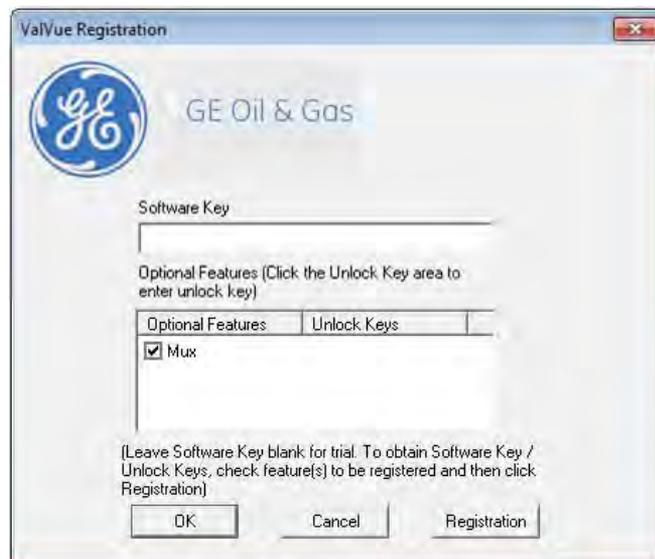 ValVue Registration
GE Oil & Gas
Software Key
Optional Features (Click the Unlock Key area to
enter unlock key)
Optional Features Unlock Keys
Mux
(Leave Software Key blank for trial. To obtain Software Key /
Unlock Keys, check feature(s) to be registered and then click
Registration)
OK Cancel Registration